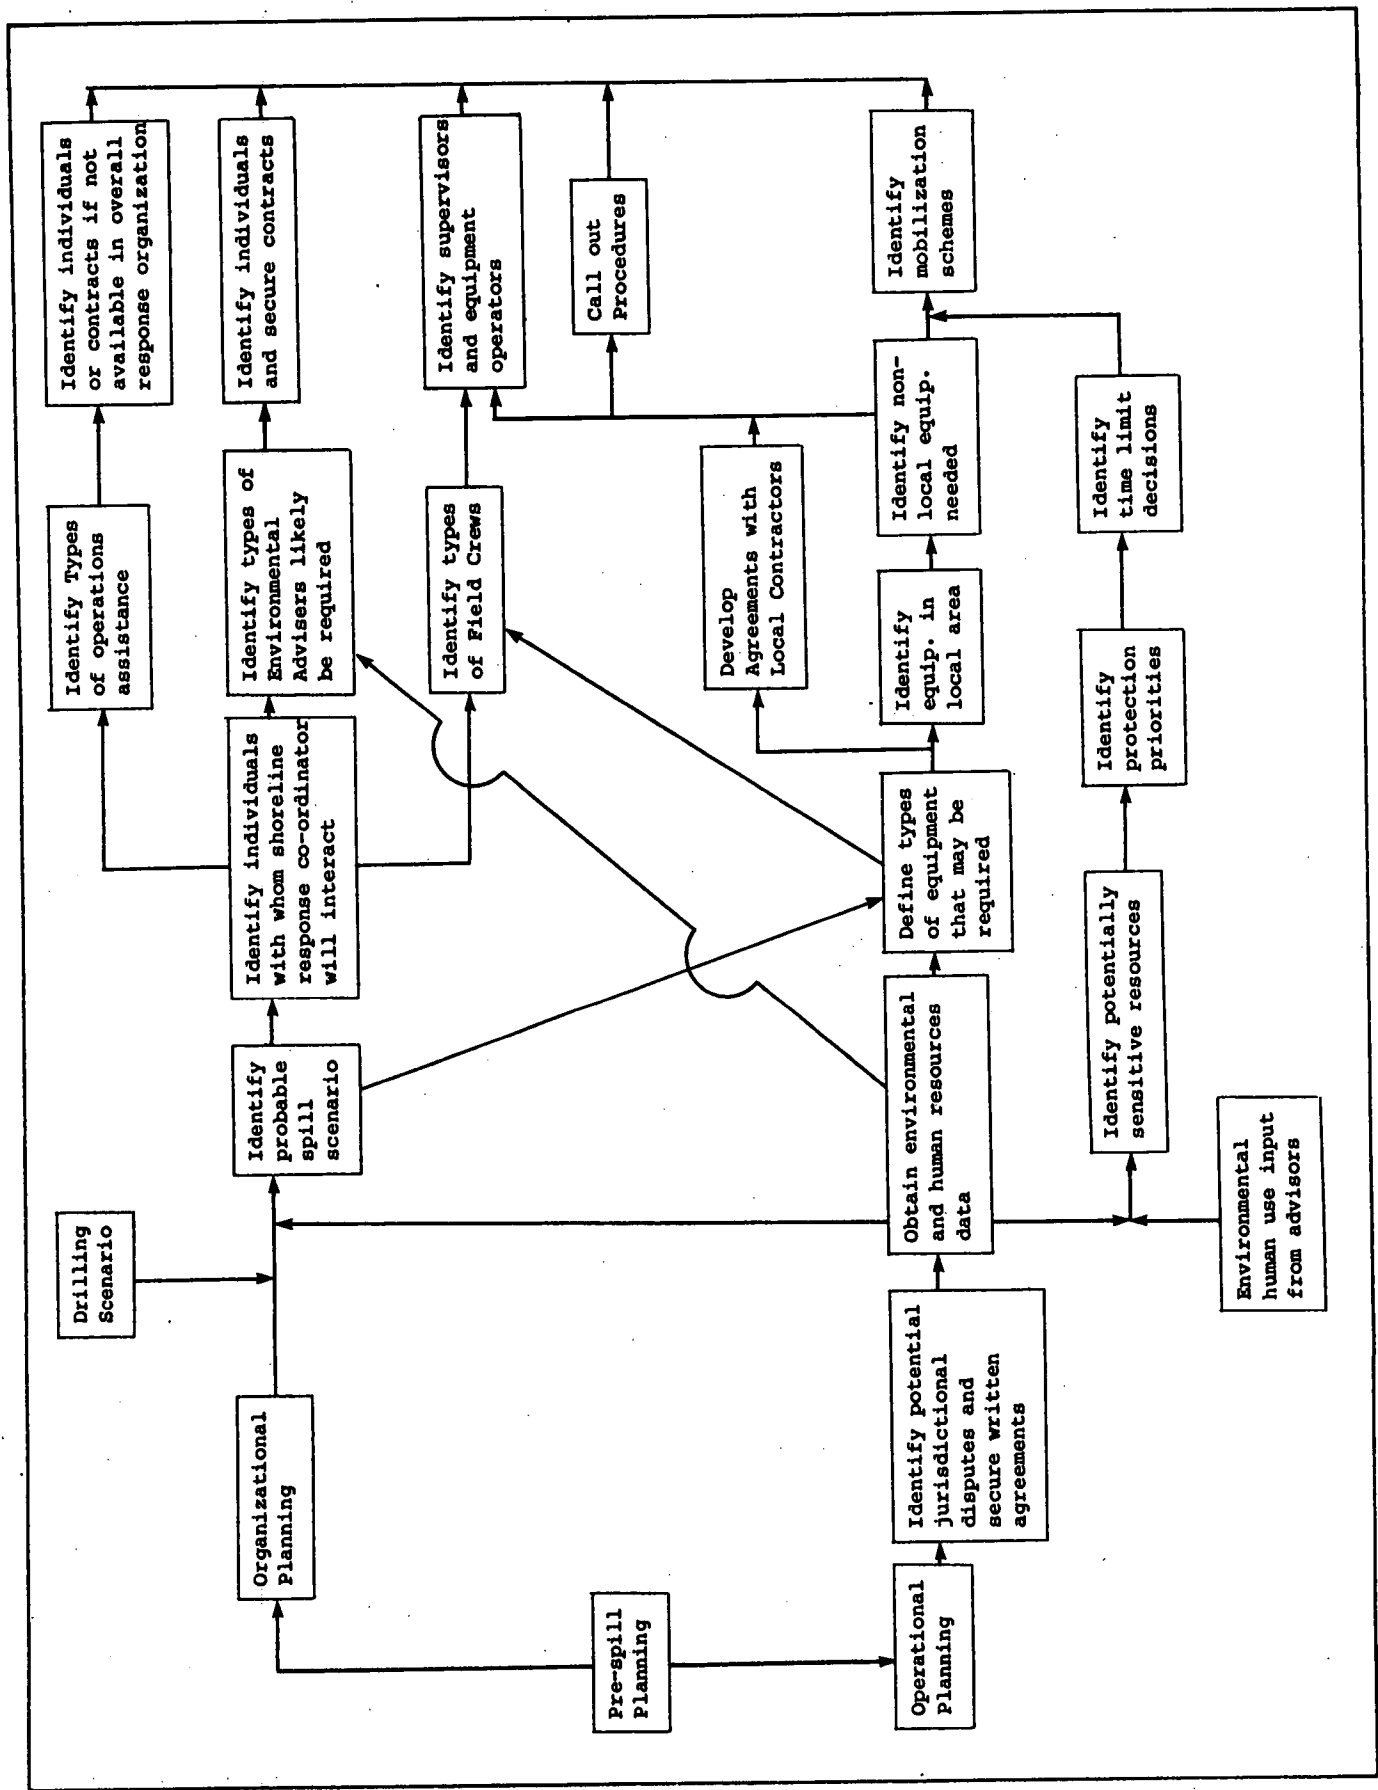 Pre-spill
Planning
Organizational
Planning
Operational
Planning
Drilling
Scenario
Identify potential
jurisdictional
disputes and
secure written
agreements
Identify
probable
spill
scenario
Obtain environmental
and human resources
data
Environmental
human use input
from advisors
Identify individuals
with whom shoreline
response co-ordinator
will interact
Define types
of equipment
that may be
required
Identify potentially
sensitive resources
Identify Types
of operations
assistance
Identify types of
Environmental
Advisers likely
be required
Identify types
of Field Crews
Develop
Agreements with
Local Contractors
Identify
equip. in
local area
Identify
protection
priorities
Identify non-
local equip.
needed
Identify
time limit
decisions
Identify individuals
or contracts if not
available in overall
response organization
Identify individuals
and secure contracts
Identify supervisors
and equipment
operators
Call out
Procedures
Identify
mobilization
schemes